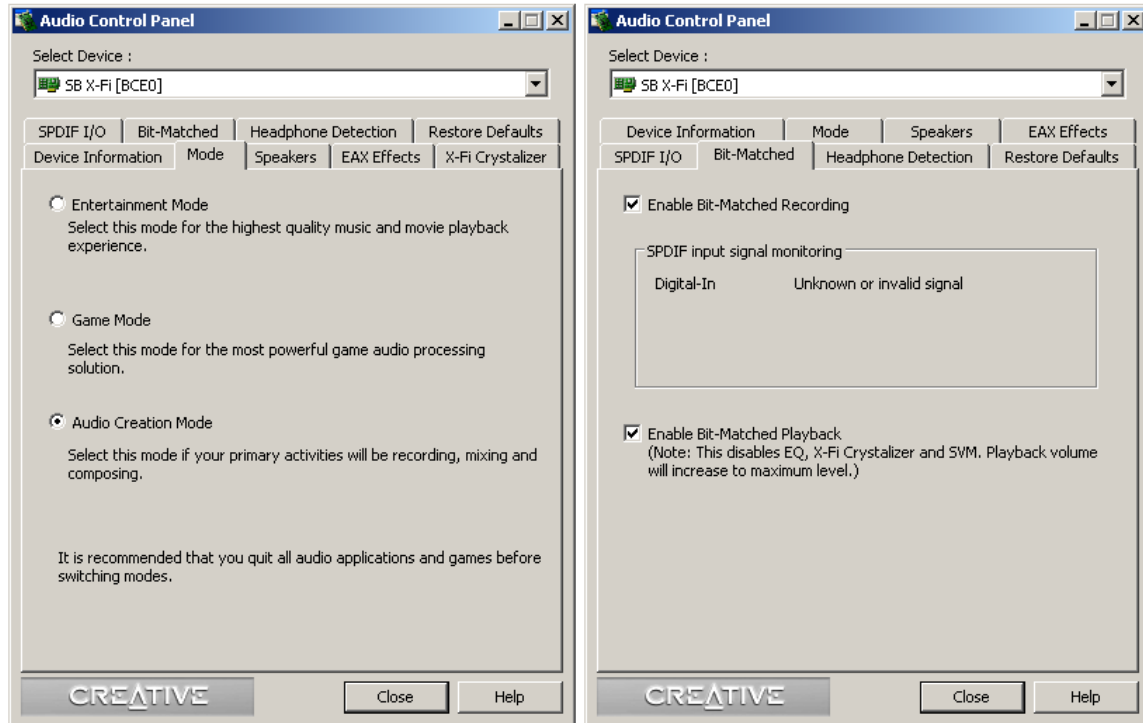 Audio Control Panel
Select Device :
SB X-Fi [BCE0]
SPDIF I/O Bit-Matched Headphone Detection Restore Defaults
Device Information Mode Speakers EAX Effects X-Fi Crystalizer
Entertainment Mode
Select this mode for the highest quality music and movie playback
experience.
Game Mode
Select this mode for the most powerful game audio processing
solution.
Audio Creation Mode
Select this mode if your primary activities will be recording, mixing and
composing.
It is recommended that you quit all audio applications and games before
switching modes.
CREATIVE Close Help
Audio Control Panel
Select Device :
SB X-Fi [BCE0]
Device Information Mode Speakers EAX Effects
SPDIF I/O Bit-Matched Headphone Detection Restore Defaults
Enable Bit-Matched Recording
SPDIF input signal monitoring
Digital-In Unknown or invalid signal
Enable Bit-Matched Playback
(Note: This disables EQ, X-Fi Crystalizer and SVM. Playback volume
will increase to maximum level.)
CREATIVE Close Help